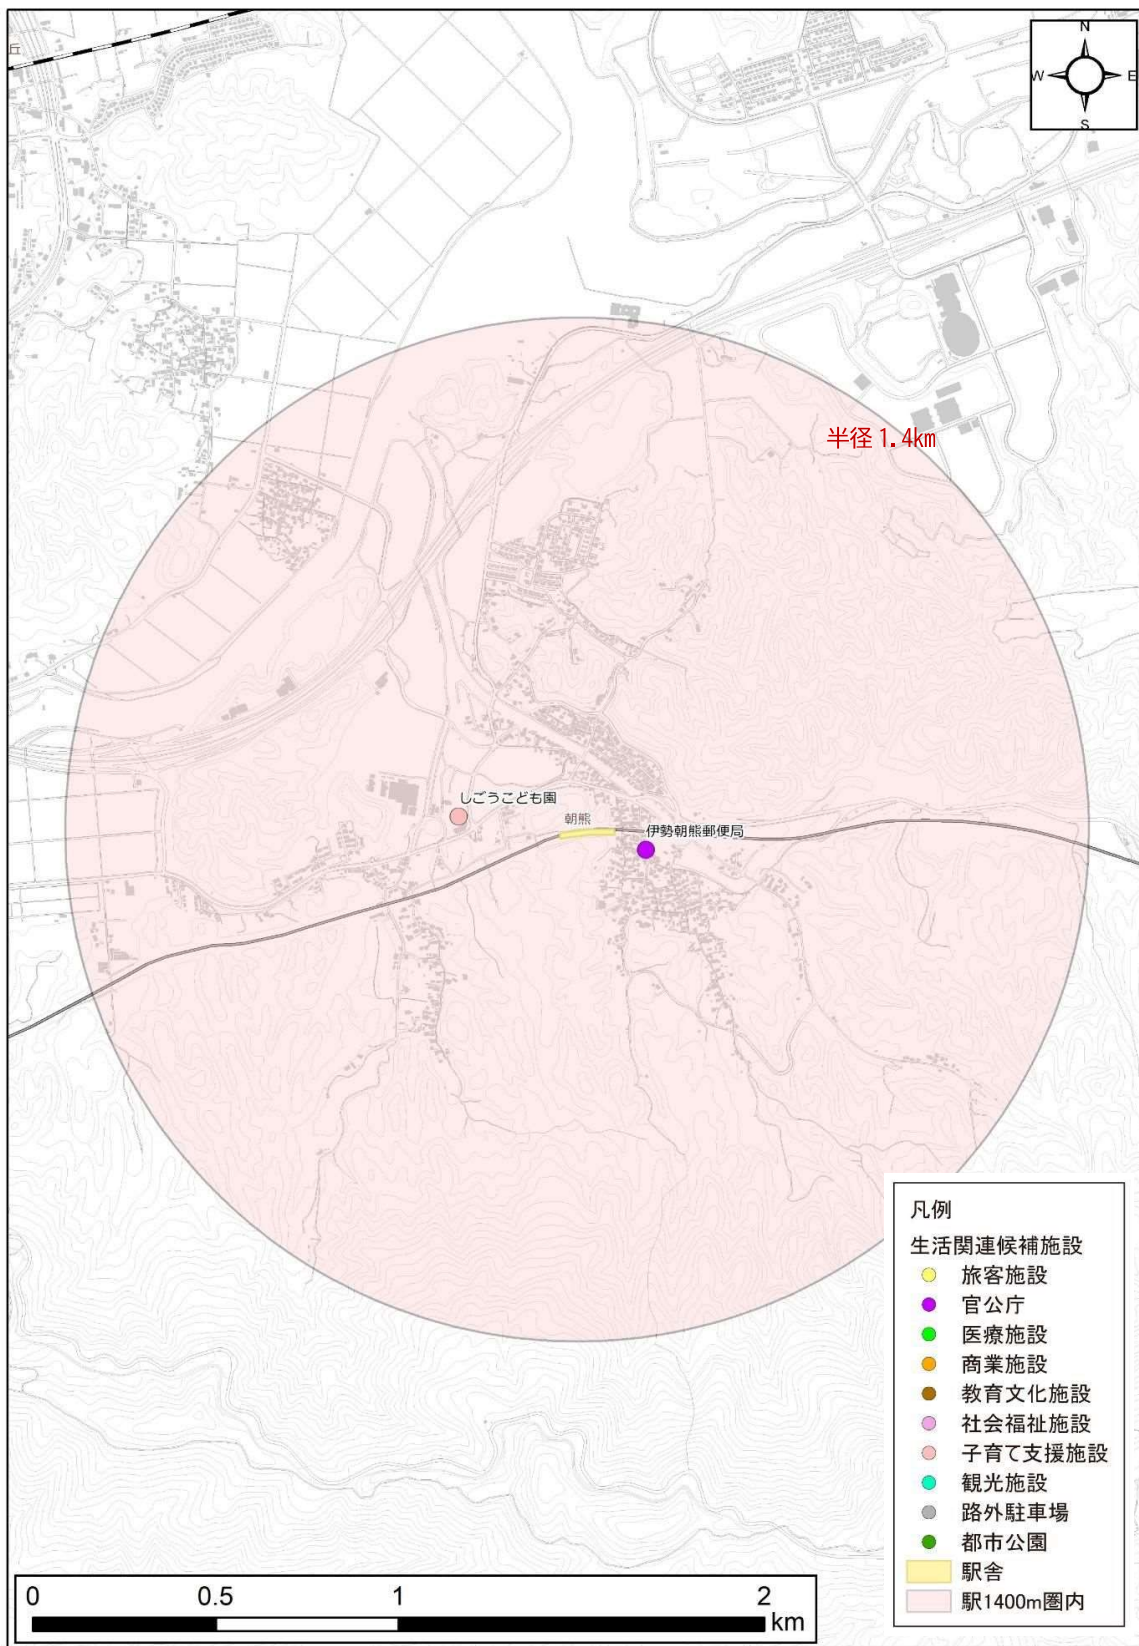 丘
N
W E
S
半径1.4km
しごうこども園
朝熊
伊勢朝熊郵便局
凡例
生活関連候補施設
旅客施設
官公庁
医療施設
商業施設
教育文化施設
社会福祉施設
子育て支援施設
観光施設
路外駐車場
都市公園
駅舎
駅1400m圏内
0 0.5 1 2
km